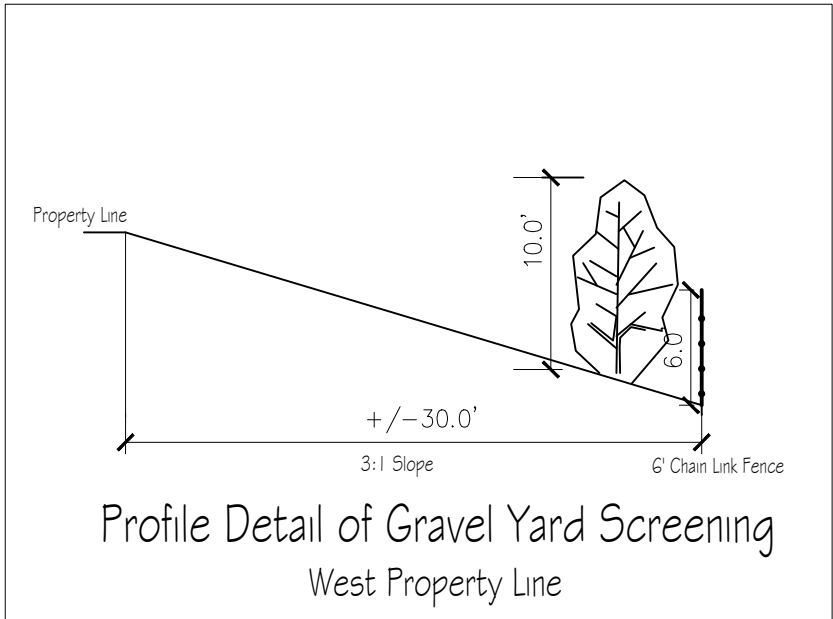 Property Line
10.0'
6.0'
+/-30.0'
3:1 Slope
6' Chain Link Fence
Profile Detail of Gravel Yard Screening
West Property Line